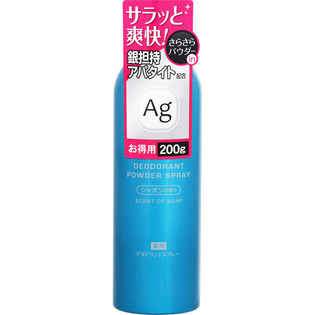 サラッと
爽快!
さらさら
パウダー
in
銀担持
アパタイト配合
Ag
お得用 200g
DEODORANT
POWDER SPRAY
シャボンの香り
SCENT OF SOAP
薬用
デオドラントスプレー